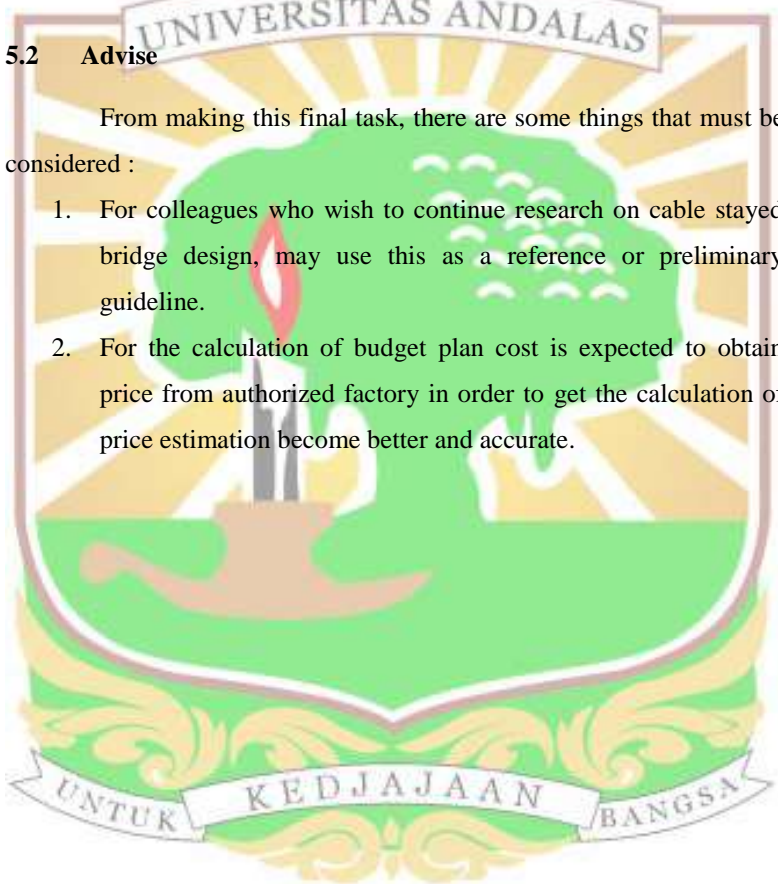 UNIVERSITAS ANDALAS
5.2 Advise
From making this final task, there are some things that must be
considered :
1. For colleagues who wish to continue research on cable stayed
bridge design, may use this as a reference or preliminary
guideline.
2. For the calculation of budget plan cost is expected to obtain
price from authorized factory in order to get the calculation of
price estimation become better and accurate.
UNTUK KEDJAJAAN BANGSA